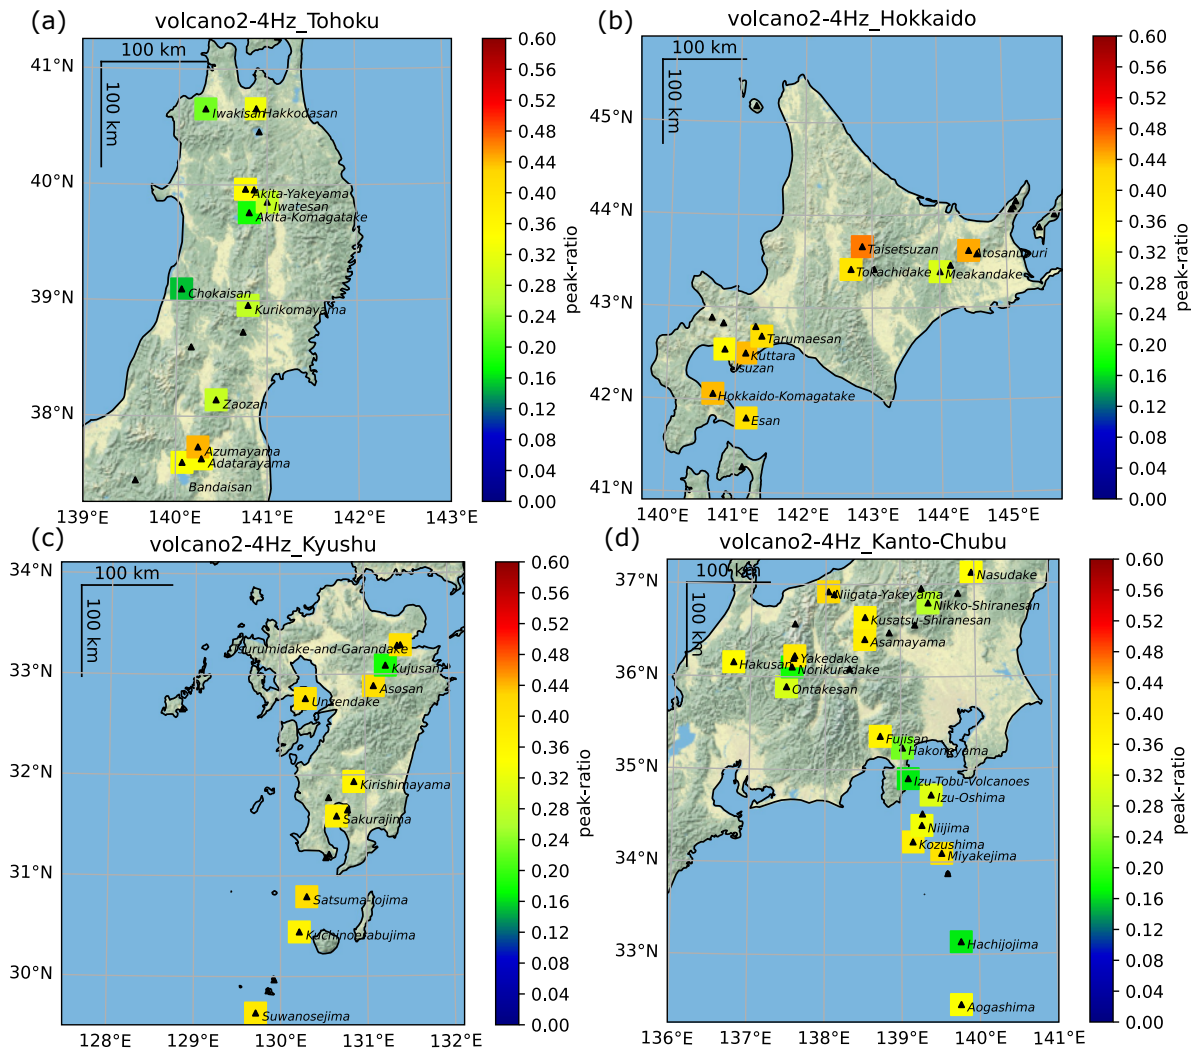 (a)
volcano2-4Hz_Tohoku
100 km
100 km
41°N
40°N
39°N
38°N
139°E
140°E
141°E
142°E
143°E
Iwakisan
Hakkodasan
Akita-Yakeyama
Iwatesan
Akita-Komagatake
Chokaisan
Kurikomayama
Zaozan
Azumayama
Adatarayama
Bandaisan
0.60
0.56
0.52
0.48
0.44
0.40
0.36
0.32
0.28
0.24
0.20
0.16
0.12
0.08
0.04
0.00
peak-ratio
(b)
volcano2-4Hz_Hokkaido
100 km
100 km
45°N
44°N
43°N
42°N
41°N
140°E
141°E
142°E
143°E
144°E
145°E
Taisetsuzan
Tokachidake
Atosanupuri
Meakandake
Tarumaesan
Kuttara
Usuzan
Hokkaido-Komagatake
Esan
0.60
0.56
0.52
0.48
0.44
0.40
0.36
0.32
0.28
0.24
0.20
0.16
0.12
0.08
0.04
0.00
peak-ratio
(c)
volcano2-4Hz_Kyushu
100 km
100 km
34°N
33°N
32°N
31°N
30°N
128°E
129°E
130°E
131°E
132°E
Tsurumidake-and-Garandake
Kujusan
Asosan
Unzendake
Kirishimayama
Sakurajima
Satsuma-Iojima
Kuchinoerabujima
Suwanosejima
0.60
0.56
0.52
0.48
0.44
0.40
0.36
0.32
0.28
0.24
0.20
0.16
0.12
0.08
0.04
0.00
peak-ratio
(d)
volcano2-4Hz_Kanto-Chubu
100 km
100 km
37°N
36°N
35°N
34°N
33°N
136°E
137°E
138°E
139°E
140°E
141°E
Nasudake
Niigata-Yakeyama
Nikko-Shiranesan
Kusatsu-Shiranesan
Asamayama
Hakusan
Yakedake
Norikuradake
Ontakesan
Fujisan
Hakoneyama
Izu-Tobu-Volcanoes
Izu-Oshima
Niijima
Kozushima
Miyakejima
Hachijojima
Aogashima
0.60
0.56
0.52
0.48
0.44
0.40
0.36
0.32
0.28
0.24
0.20
0.16
0.12
0.08
0.04
0.00
peak-ratio